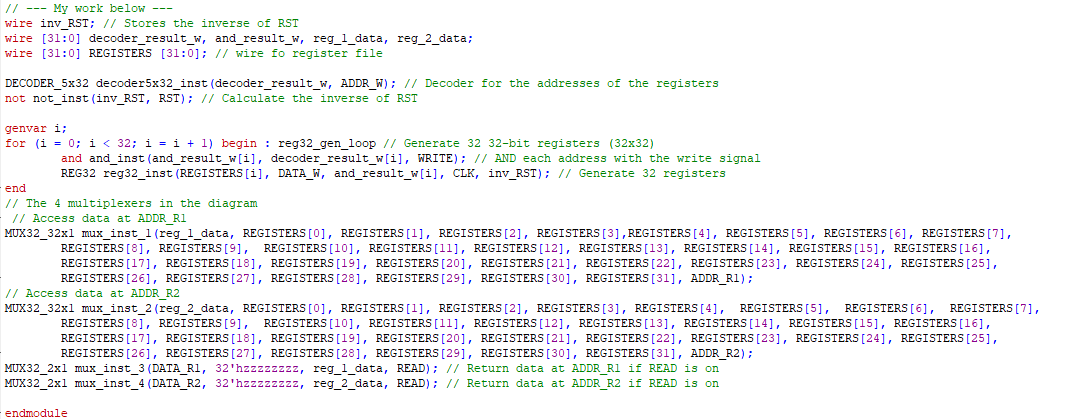 // --- My work below ---
wire inv_RST; // Stores the inverse of RST
wire [31:0] decoder_result_w, and_result_w, reg_1_data, reg_2_data;
wire [31:0] REGISTERS [31:0]; // wire fo register file
DECODER_5x32 decoder5x32_inst(decoder_result_w, ADDR_W); // Decoder for the addresses of the registers
not not_inst(inv_RST, RST); // Calculate the inverse of RST
genvar i;
for (i = 0; i < 32; i = i + 1) begin : reg32_gen_loop // Generate 32 32-bit registers (32x32)
and and_inst(and_result_w[i], decoder_result_w[i], WRITE); // AND each address with the write signal
REG32 reg32_inst(REGISTERS[i], DATA_W, and_result_w[i], CLK, inv_RST); // Generate 32 registers
end
// The 4 multiplexers in the diagram
// Access data at ADDR_R1
MUX32_32x1 mux_inst_1(reg_1_data, REGISTERS[0], REGISTERS[1], REGISTERS[2], REGISTERS[3],REGISTERS[4], REGISTERS[5], REGISTERS[6], REGISTERS[7],
REGISTERS[8], REGISTERS[9],  REGISTERS[10], REGISTERS[11], REGISTERS[12], REGISTERS[13], REGISTERS[14], REGISTERS[15], REGISTERS[16],
REGISTERS[17], REGISTERS[18], REGISTERS[19], REGISTERS[20], REGISTERS[21], REGISTERS[22], REGISTERS[23], REGISTERS[24], REGISTERS[25],
REGISTERS[26], REGISTERS[27], REGISTERS[28], REGISTERS[29], REGISTERS[30], REGISTERS[31], ADDR_R1);
// Access data at ADDR_R2
MUX32_32x1 mux_inst_2(reg_2_data, REGISTERS[0], REGISTERS[1], REGISTERS[2], REGISTERS[3], REGISTERS[4],  REGISTERS[5],  REGISTERS[6],  REGISTERS[7],
REGISTERS[8], REGISTERS[9],  REGISTERS[10], REGISTERS[11], REGISTERS[12], REGISTERS[13], REGISTERS[14], REGISTERS[15], REGISTERS[16],
REGISTERS[17], REGISTERS[18], REGISTERS[19], REGISTERS[20], REGISTERS[21], REGISTERS[22], REGISTERS[23], REGISTERS[24], REGISTERS[25],
REGISTERS[26], REGISTERS[27], REGISTERS[28], REGISTERS[29], REGISTERS[30], REGISTERS[31], ADDR_R2);
MUX32_2x1 mux_inst_3(DATA_R1, 32'hzzzzzzzz, reg_1_data, READ); // Return data at ADDR_R1 if READ is on
MUX32_2x1 mux_inst_4(DATA_R2, 32'hzzzzzzzz, reg_2_data, READ); // Return data at ADDR_R2 if READ is on
endmodule